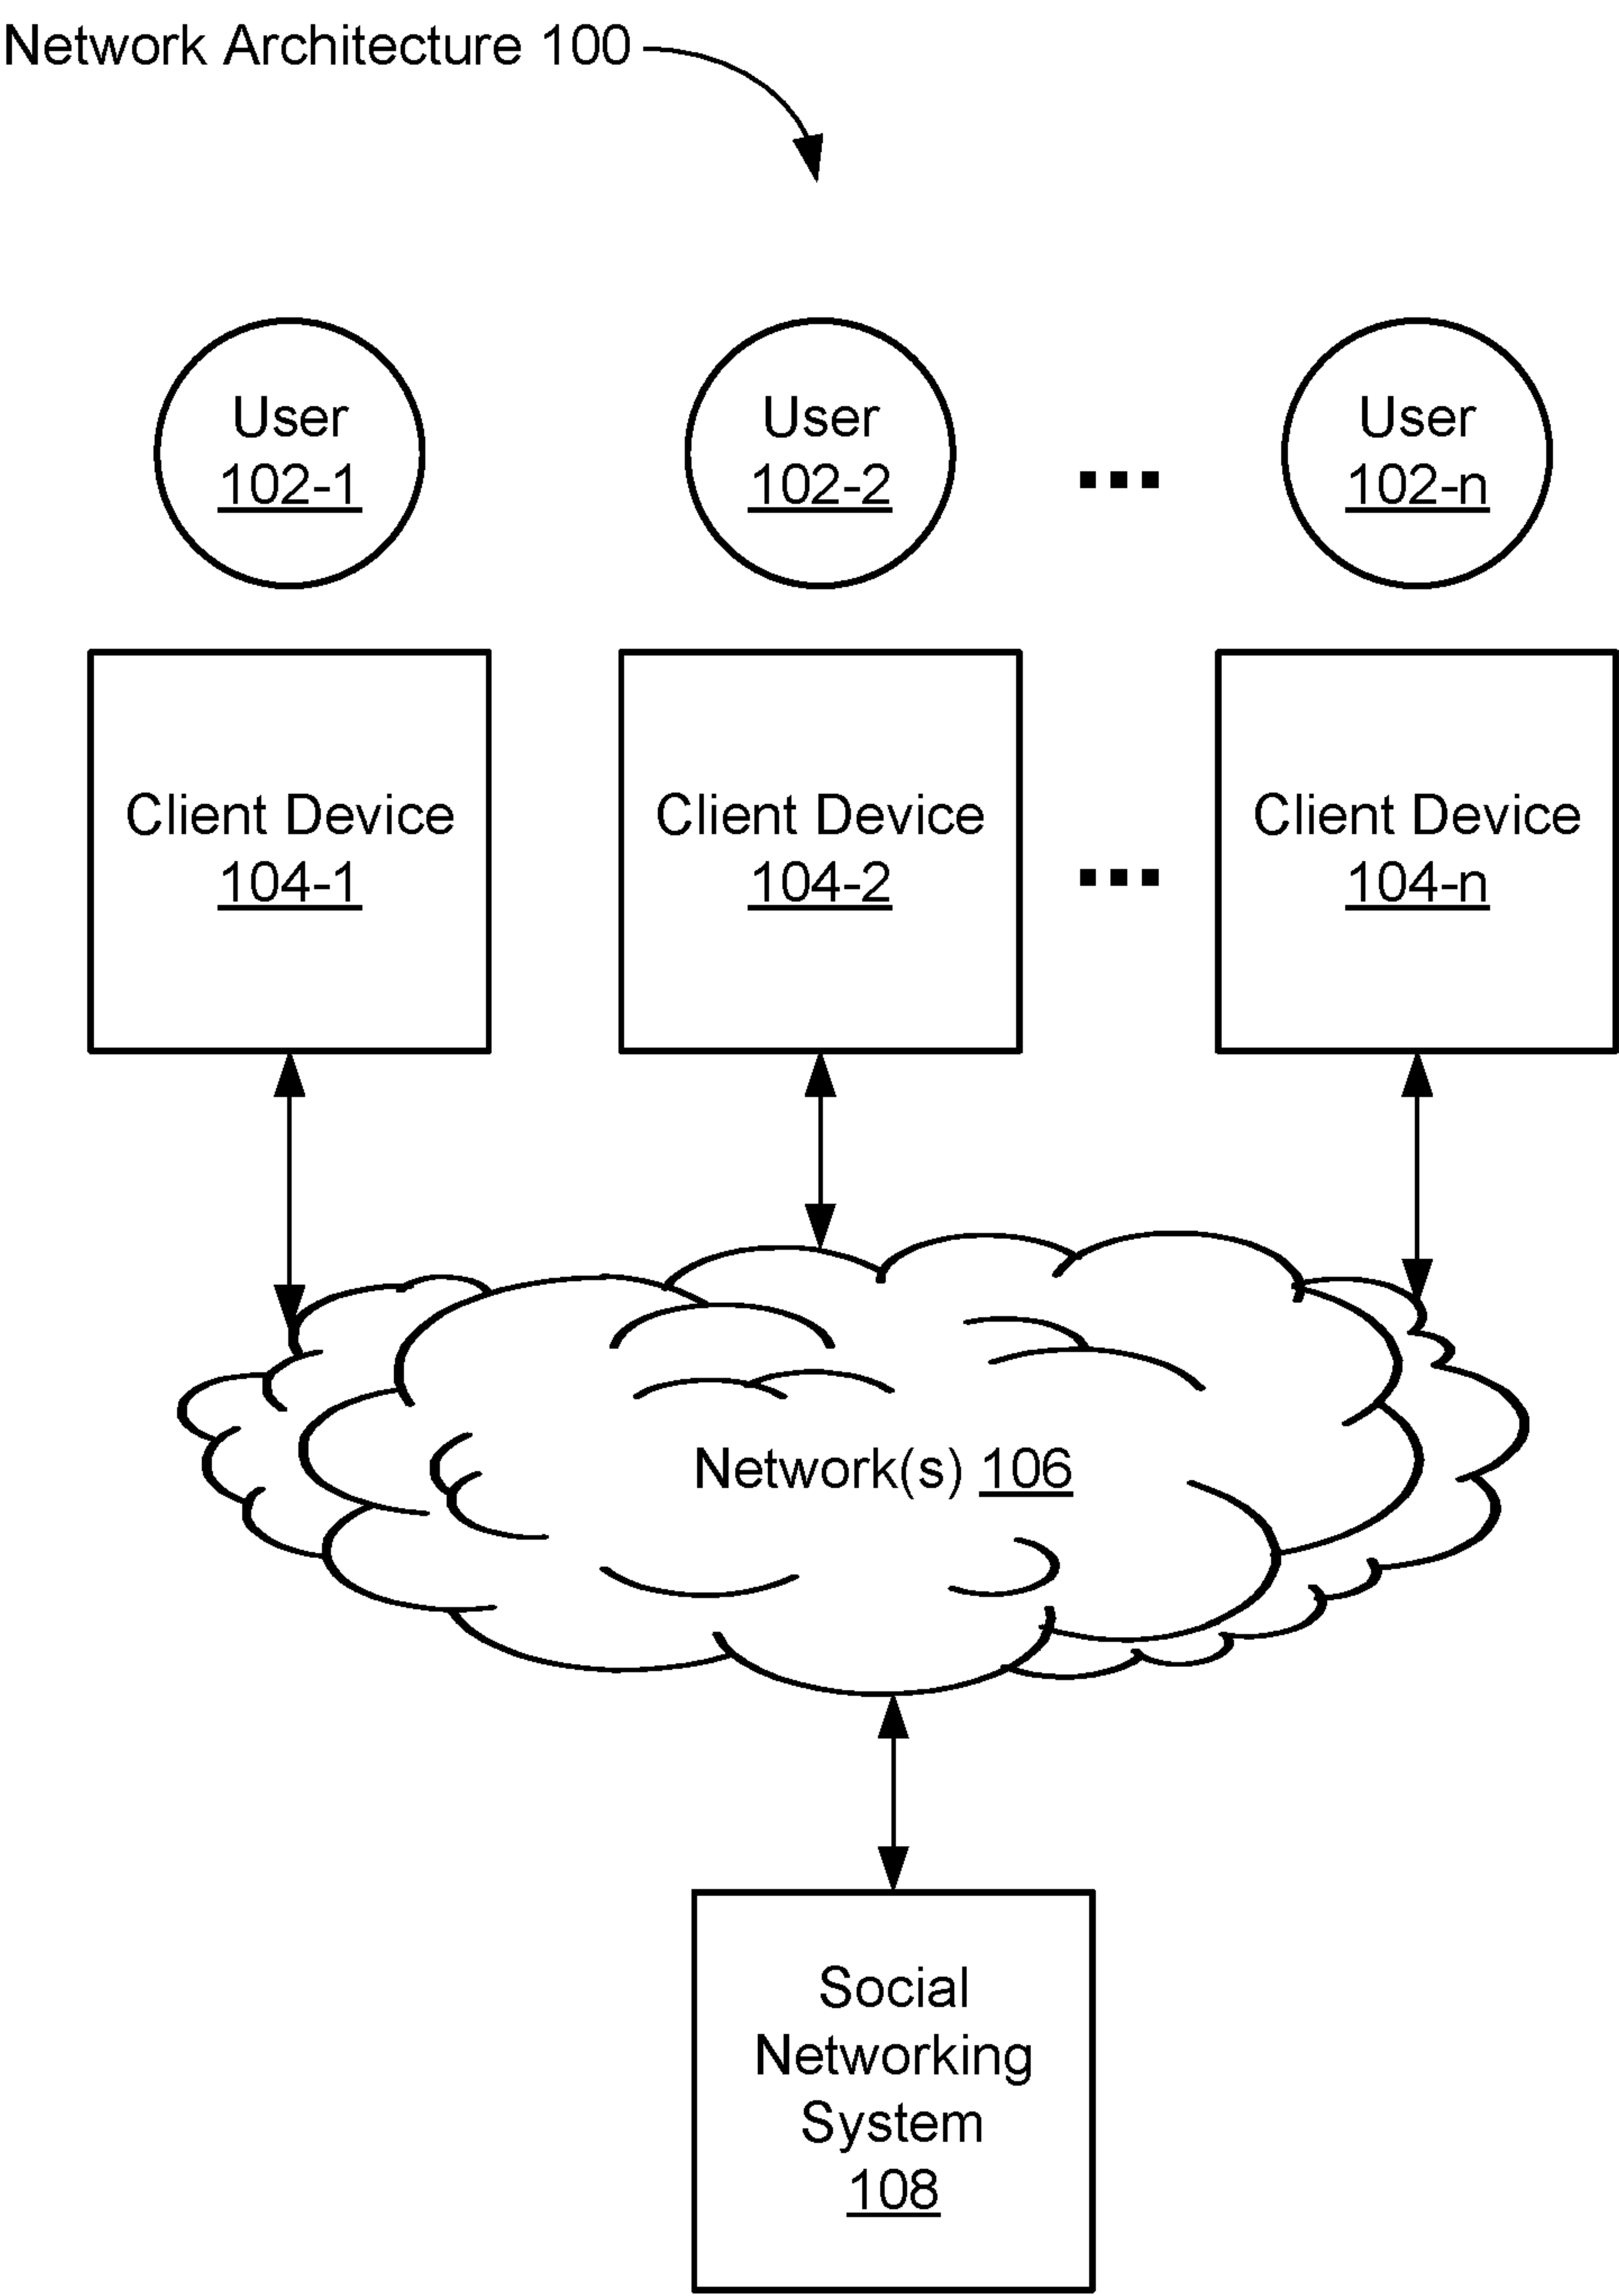 Network Architecture 100
User
102-1
User
102-2
...
User
102-n
Client Device
104-1
Client Device
104-2
...
Client Device
104-n
Network(s) 106
Social
Networking
System
108